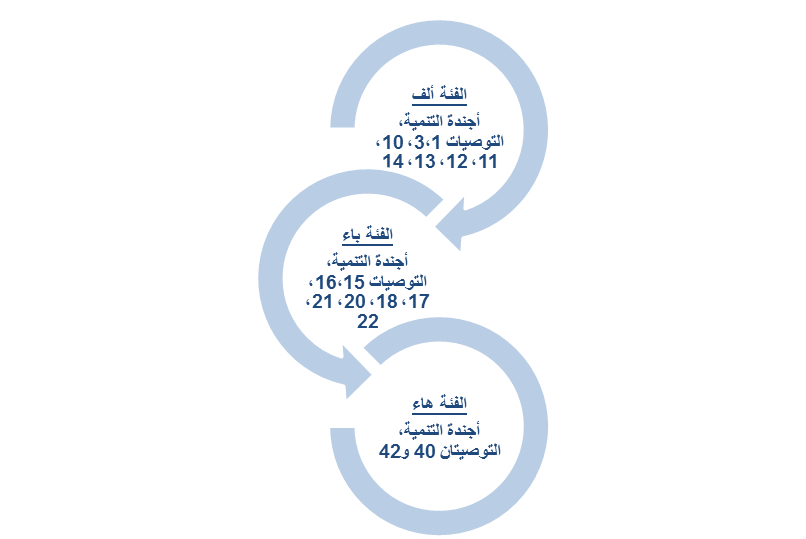 الفئة ألف
أجندة التنمية،
التوصيات 1،3، 10،
11، 12، 13، 14
الفئة باء
أجندة التنمية،
التوصيات 15،16،
17، 18، 20، 21،
22
الفئة هاء
أجندة التنمية،
التوصيتان 40 و42